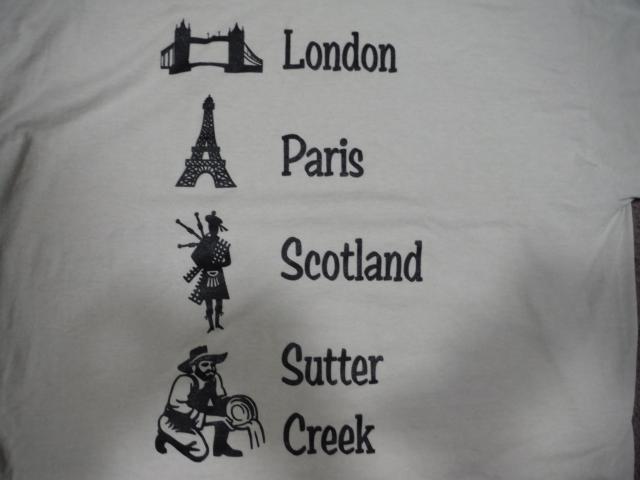 London
Paris
Scotland
Sutter
Creek